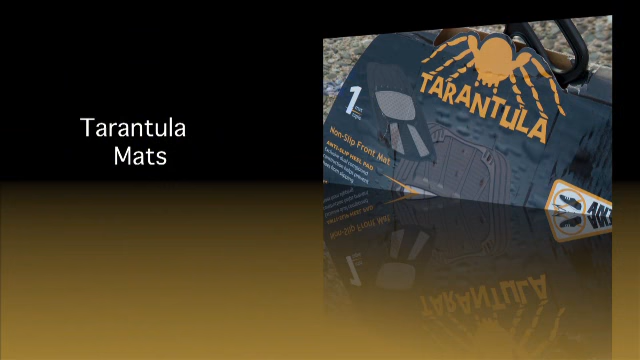 Tarantula
Mats
TARANTULA
1
Non-Slip Front Mat
ANTI-SLIP HEEL PAD